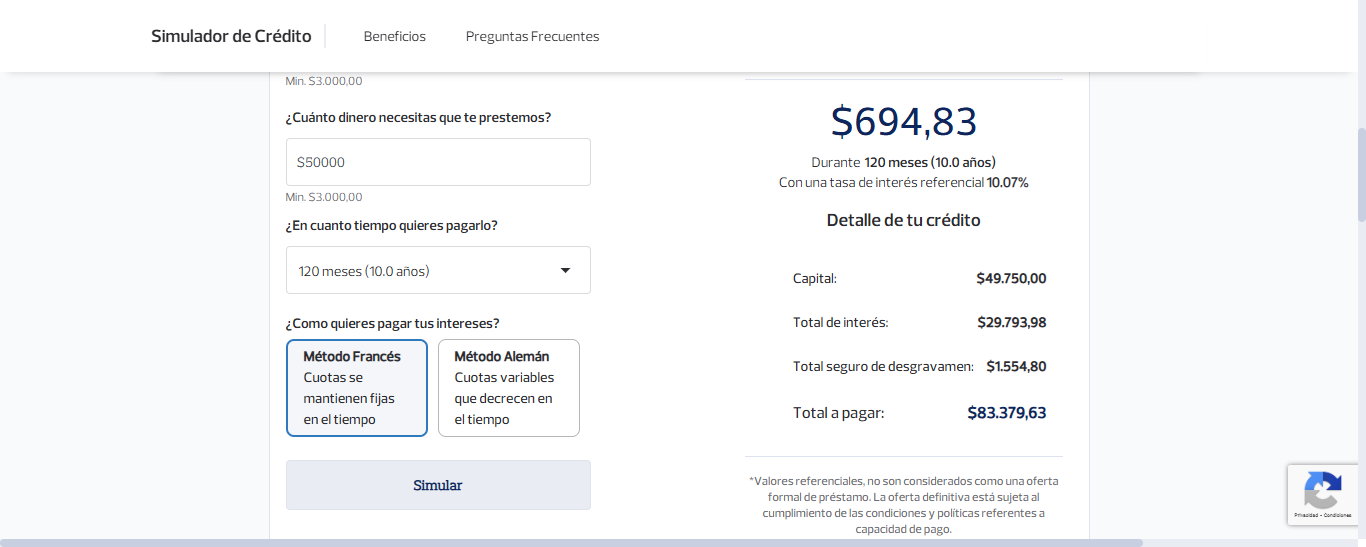 Simulador de Crédito
Beneficios
Preguntas Frecuentes
Min. $3.000,00
¿Cuánto dinero necesitas que te prestemos?
$50000
Min. $3.000,00
¿En cuanto tiempo quieres pagarlo?
120 meses (10.0 años)
¿Como quieres pagar tus intereses?
Método Francés
Cuotas se
mantienen fijas
en el tiempo
Método Alemán
Cuotas variables
que decrecen en
el tiempo
Simular
$694,83
Durante 120 meses (10.0 años)
Con una tasa de interés referencial 10.07%
Detalle de tu crédito
Capital: $49.750,00
Total de interés: $29.793,98
Total seguro de desgravamen: $1.554,80
Total a pagar: $83.379,63
*Valores referenciales, no son considerados como una oferta
formal de préstamo. La oferta definitiva está sujeta al
cumplimiento de las condiciones y políticas referentes a
capacidad de pago.
Privacidad - Condiciones